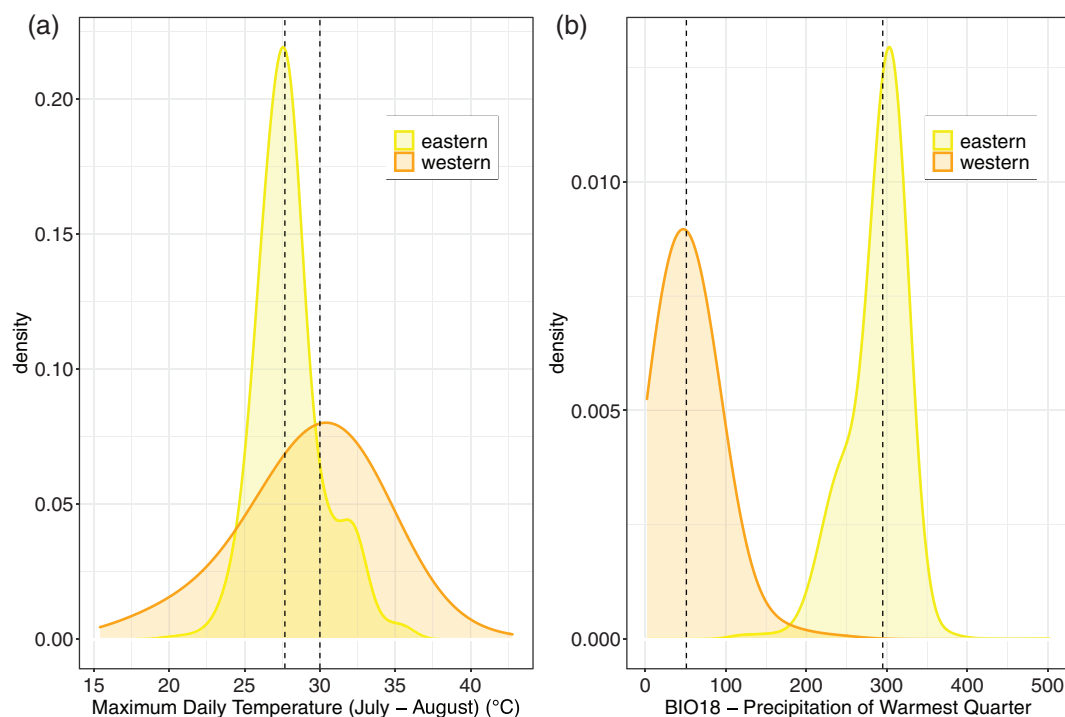 (a)
0.20
0.15
0.10
0.05
0.00
density
eastern
western
15 20 25 30 35 40
Maximum Daily Temperature (July – August) (°C)
(b)
0.010
0.005
0.000
density
eastern
western
0 100 200 300 400 500
BIO18 – Precipitation of Warmest Quarter